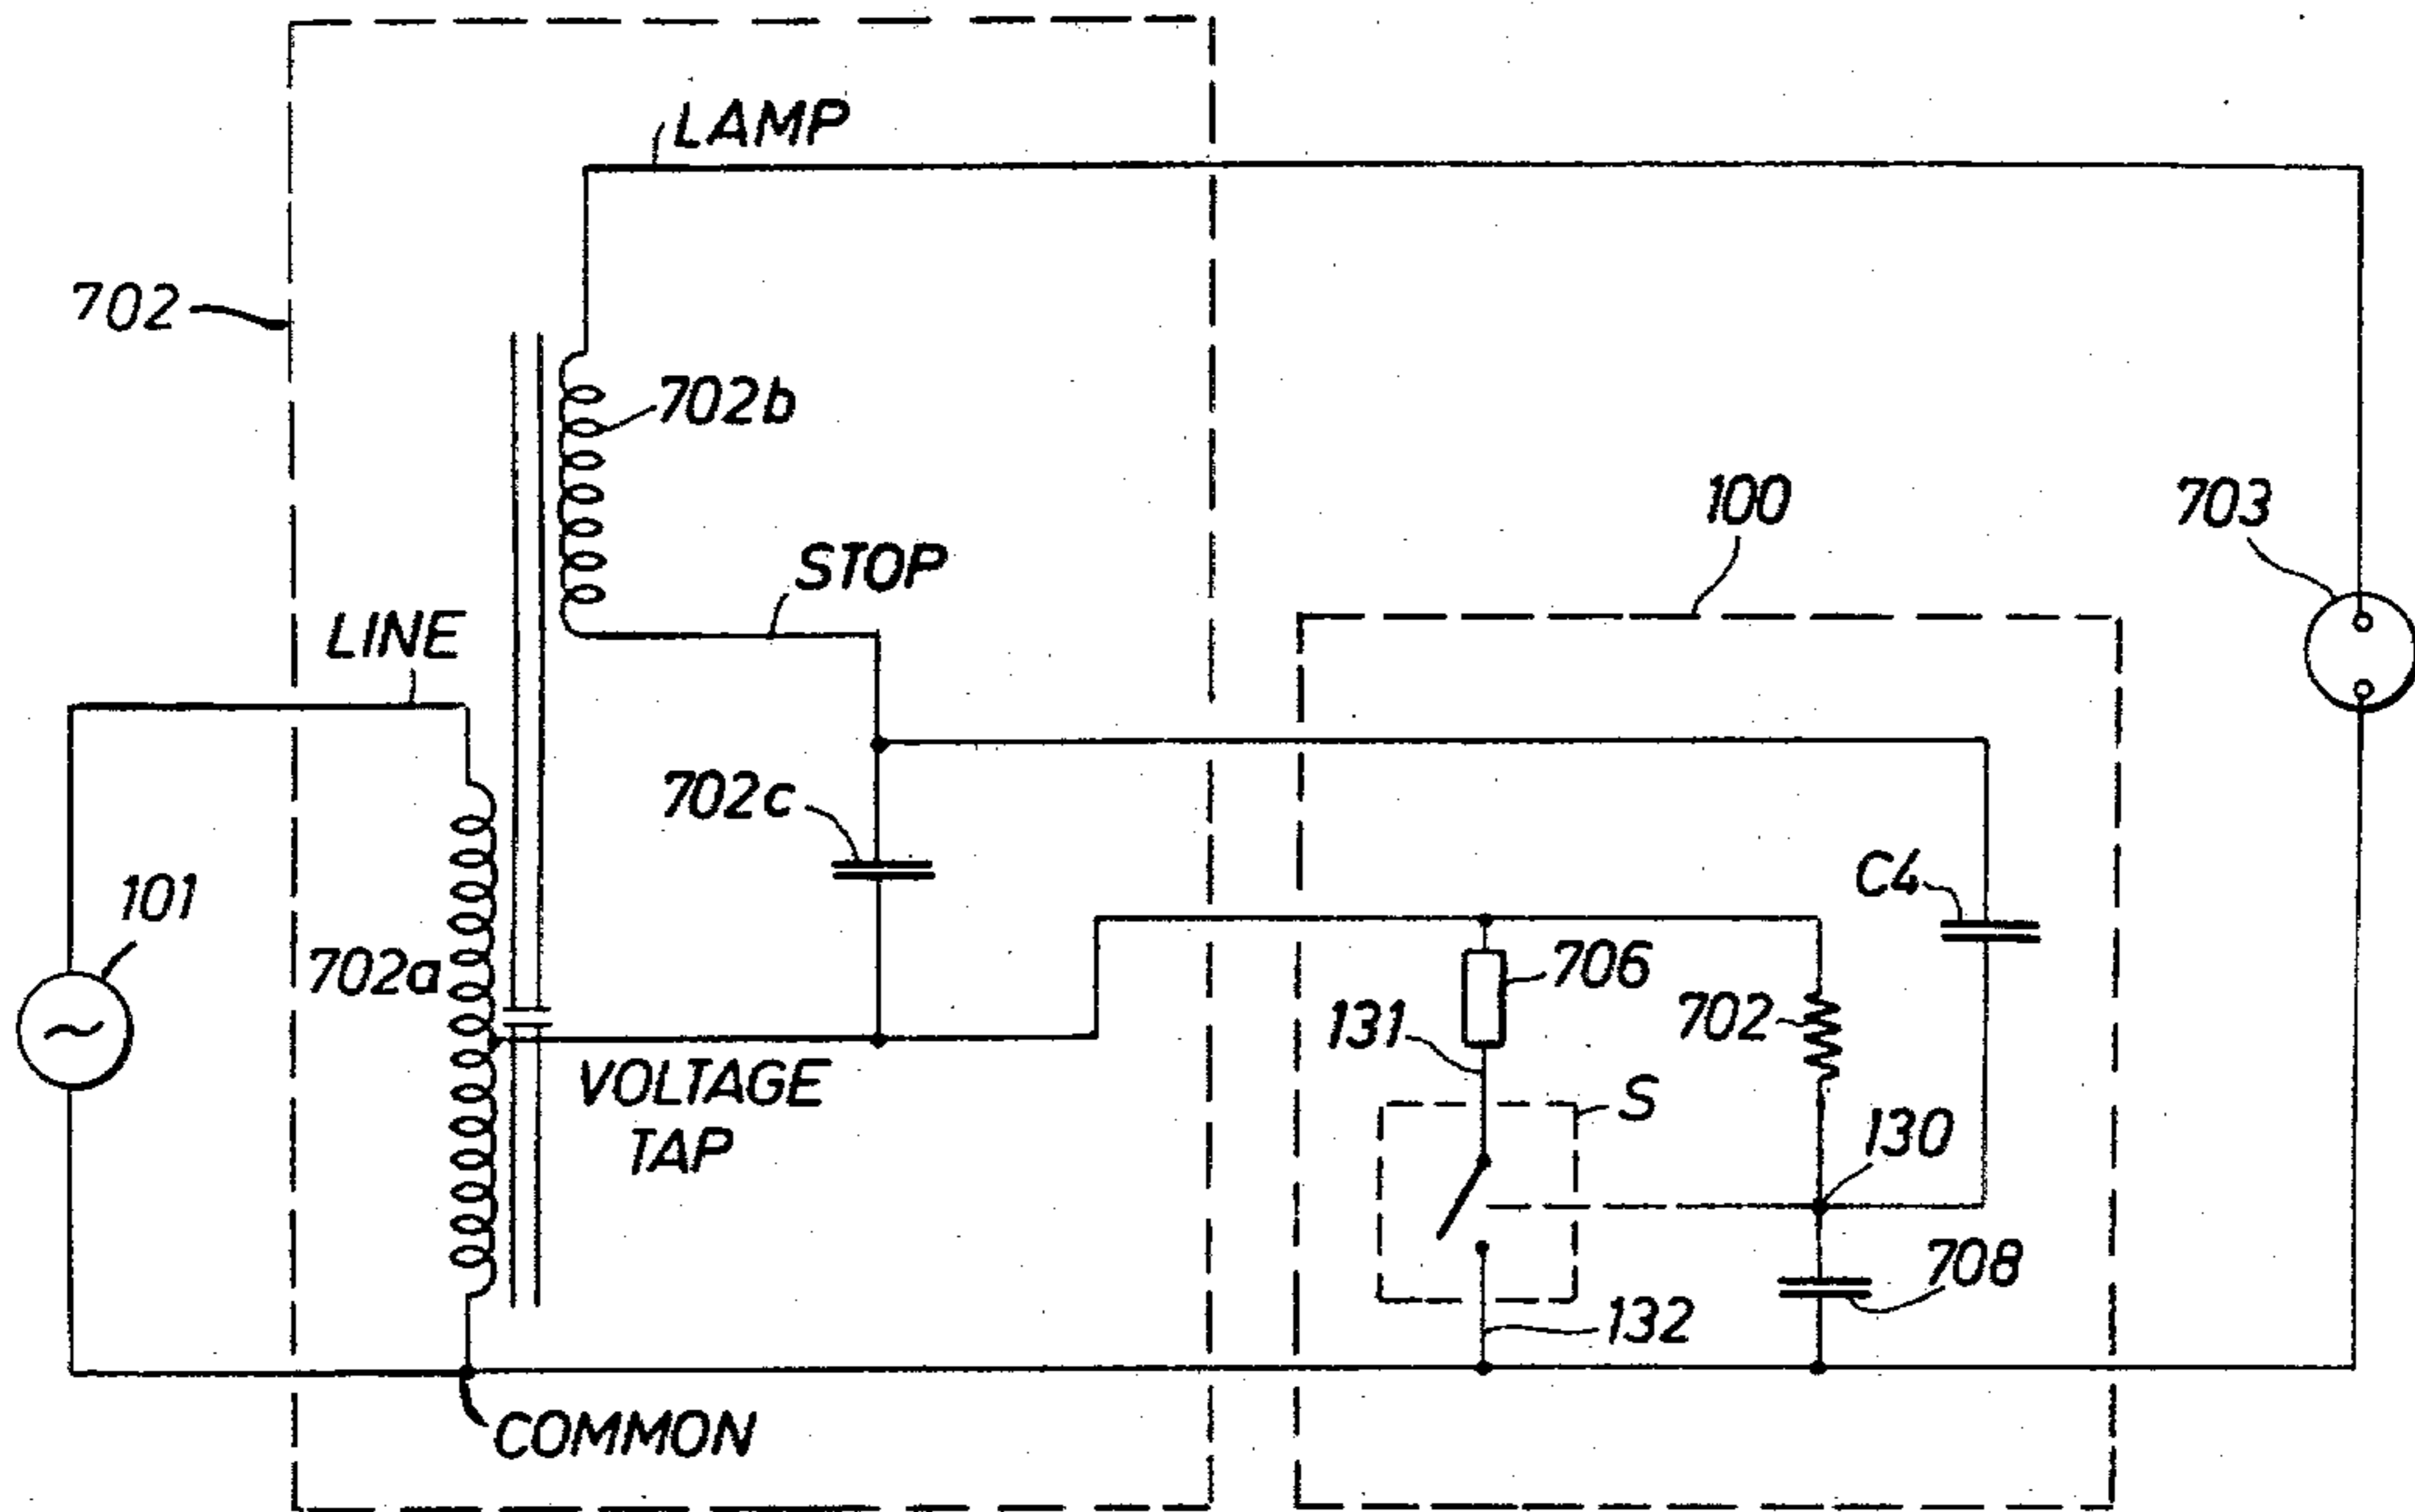 LAMP
702
702b
100
703
STOP
LINE
702c
C4
101
702a
706
131
702
VOLTAGE
TAP
S
130
708
132
COMMON